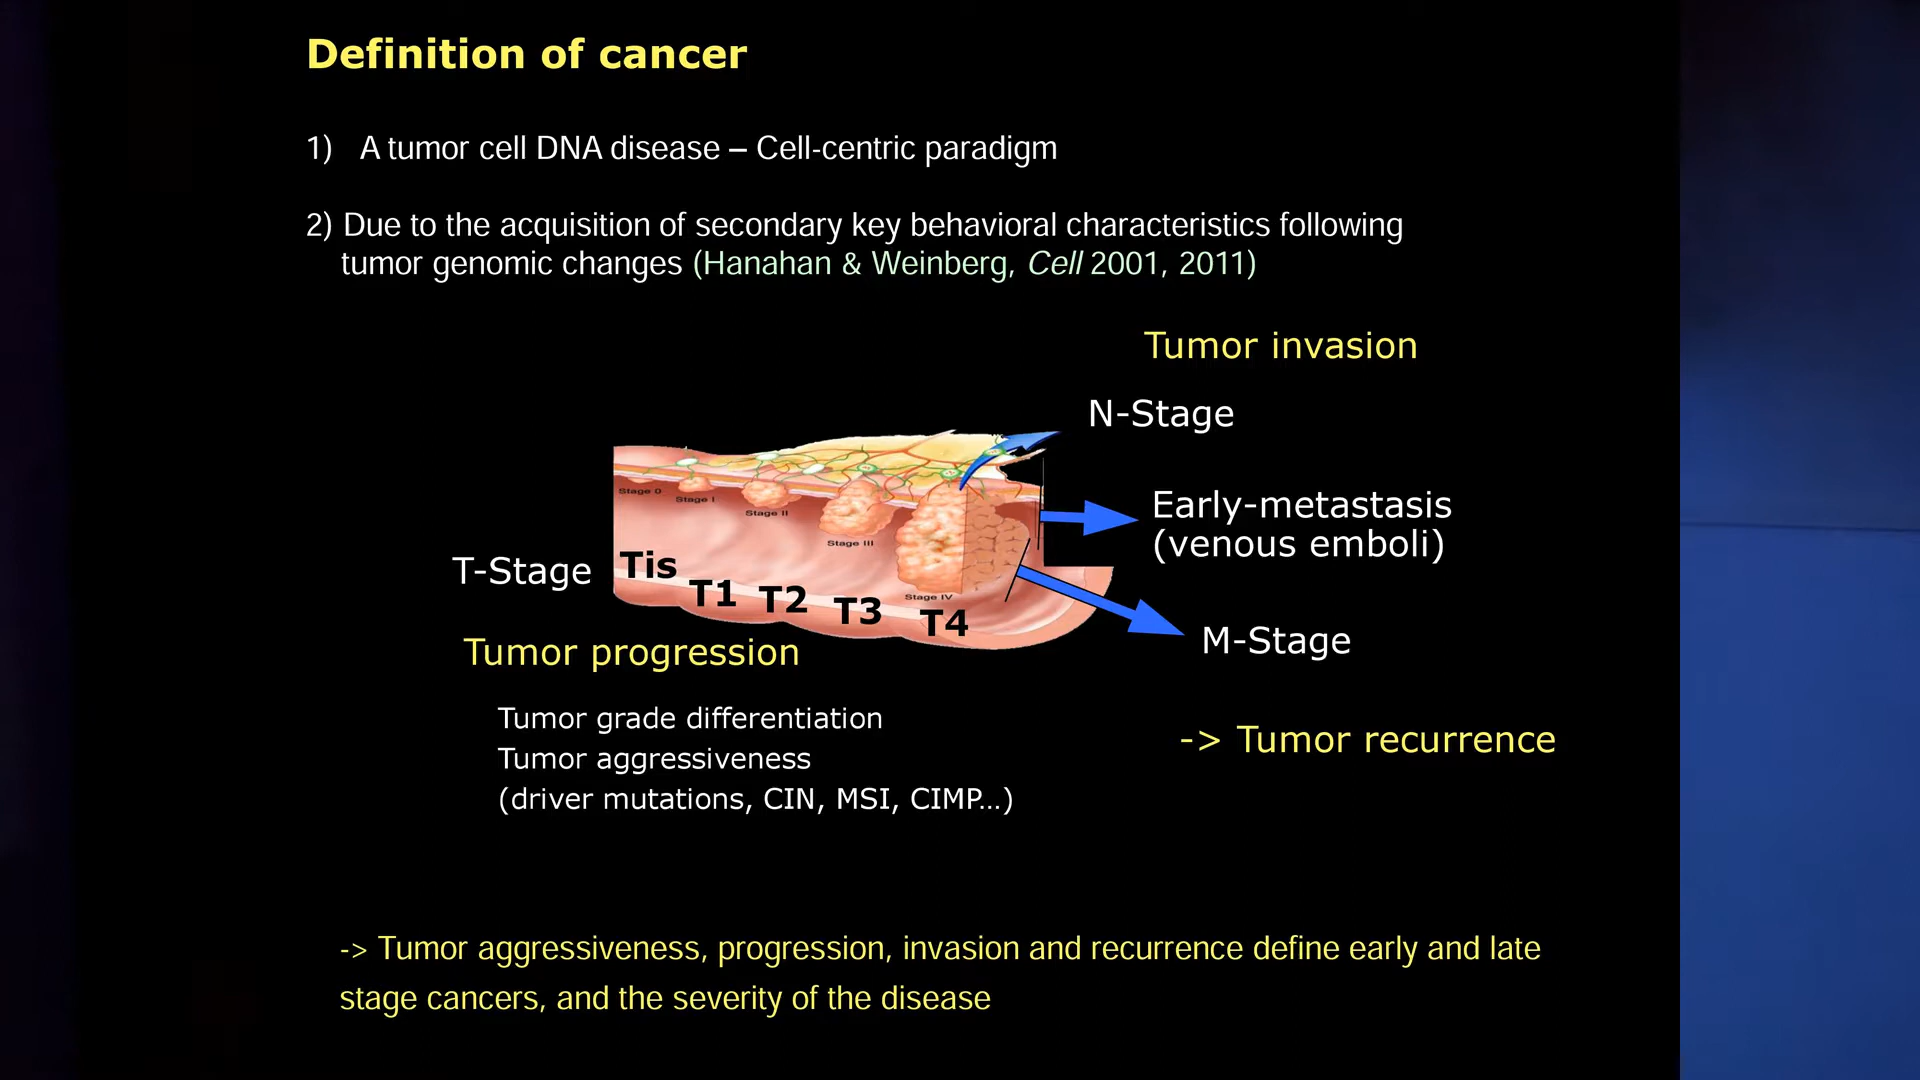 Definition of cancer
1) A tumor cell DNA disease – Cell-centric paradigm
2) Due to the acquisition of secondary key behavioral characteristics following
tumor genomic changes (Hanahan & Weinberg, Cell 2001, 2011)
Tumor invasion
N-Stage
Early-metastasis
(venous emboli)
Stage 0
Stage I
Stage II
Stage III
Stage IV
T-Stage
Tis
T1
T2
T3
T4
M-Stage
Tumor progression
Tumor grade differentiation
Tumor aggressiveness
(driver mutations, CIN, MSI, CIMP...)
-> Tumor recurrence
-> Tumor aggressiveness, progression, invasion and recurrence define early and late
stage cancers, and the severity of the disease